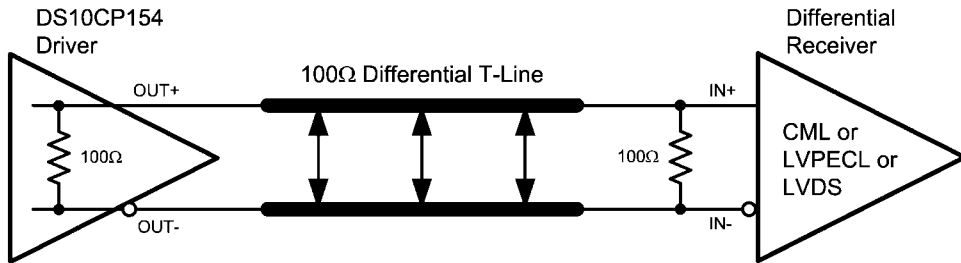 DS10CP154
Driver
Differential
Receiver
100Ω Differential T-Line
OUT+
IN+
100Ω
100Ω
CML or
LVPECL or
LVDS
OUT-
IN-